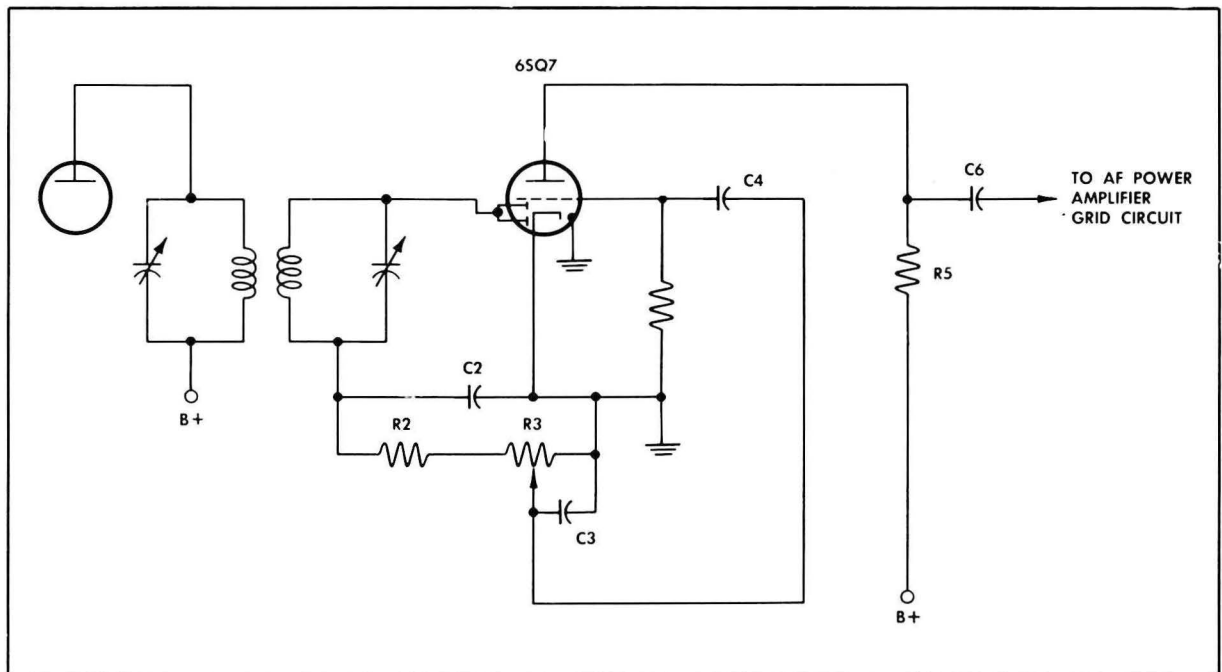 6SQ7
C4
C6
TO AF POWER
AMPLIFIER
GRID CIRCUIT
R5
C2
B+
R2
R3
C3
B+